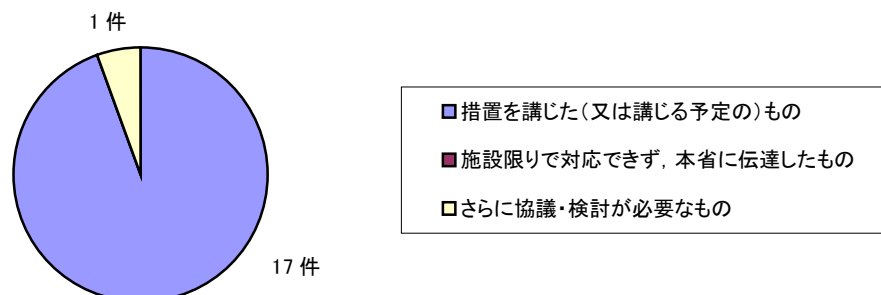 1 件
措置を講じた(又は講じる予定の)もの
施設限りで対応できず，本省に伝達したもの
さらに協議・検討が必要なもの
17 件